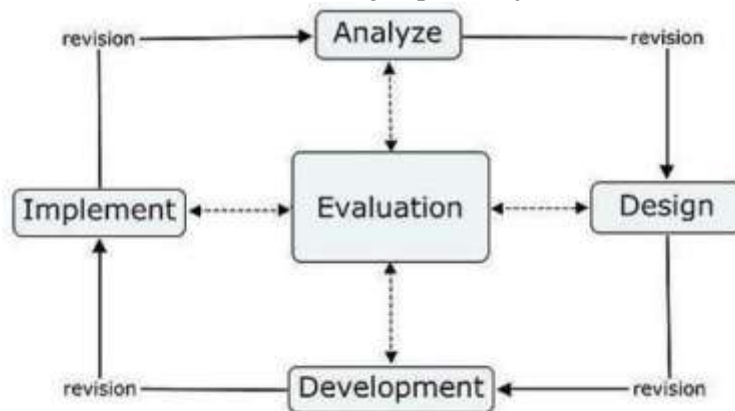 revision
Analyze
revision
Implement
Evaluation
Design
revision
Development
revision